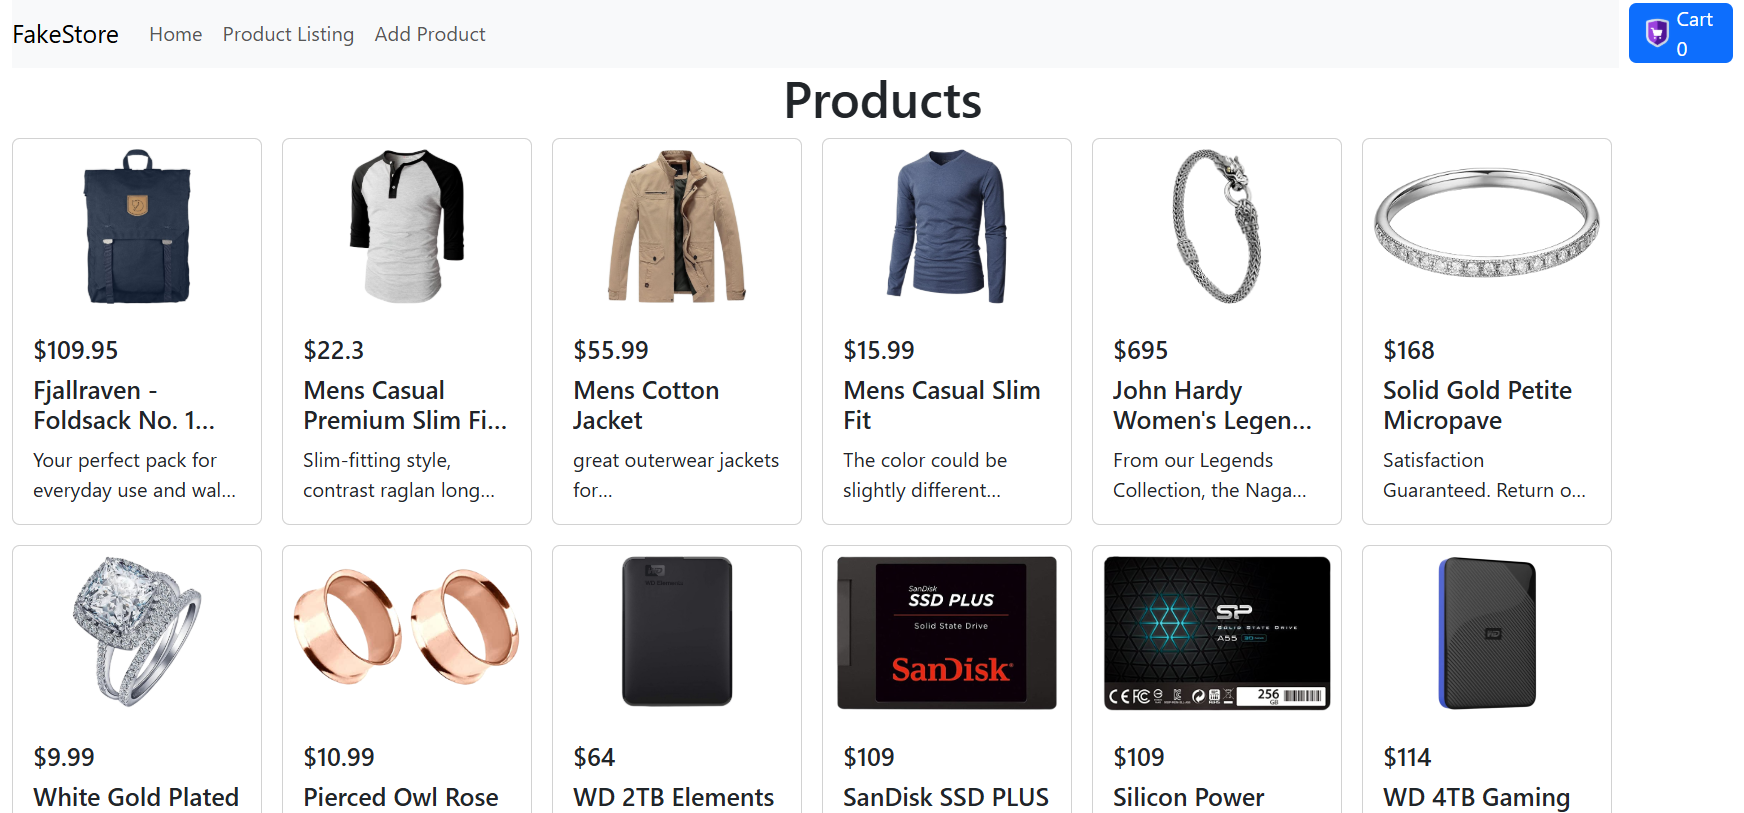 FakeStore Home Product Listing Add Product
Cart
0
Products
$109.95
Fjallraven -
Foldsack No. 1...
Your perfect pack for
everyday use and wal...
$22.3
Mens Casual
Premium Slim Fi...
Slim-fitting style,
contrast raglan long...
$55.99
Mens Cotton
Jacket
great outerwear jackets
for...
$15.99
Mens Casual Slim
Fit
The color could be
slightly different...
$695
John Hardy
Women's Legen...
From our Legends
Collection, the Naga...
$168
Solid Gold Petite
Micropave
Satisfaction
Guaranteed. Return o...
$9.99
White Gold Plated
$10.99
Pierced Owl Rose
WD Elements
$64
WD 2TB Elements
SanDisk
SSD PLUS
Solid State Drive
SanDisk
$109
SanDisk SSD PLUS
SP
SOLID STATE DRIVE
A55
256
GB
$109
Silicon Power
WD
$114
WD 4TB Gaming